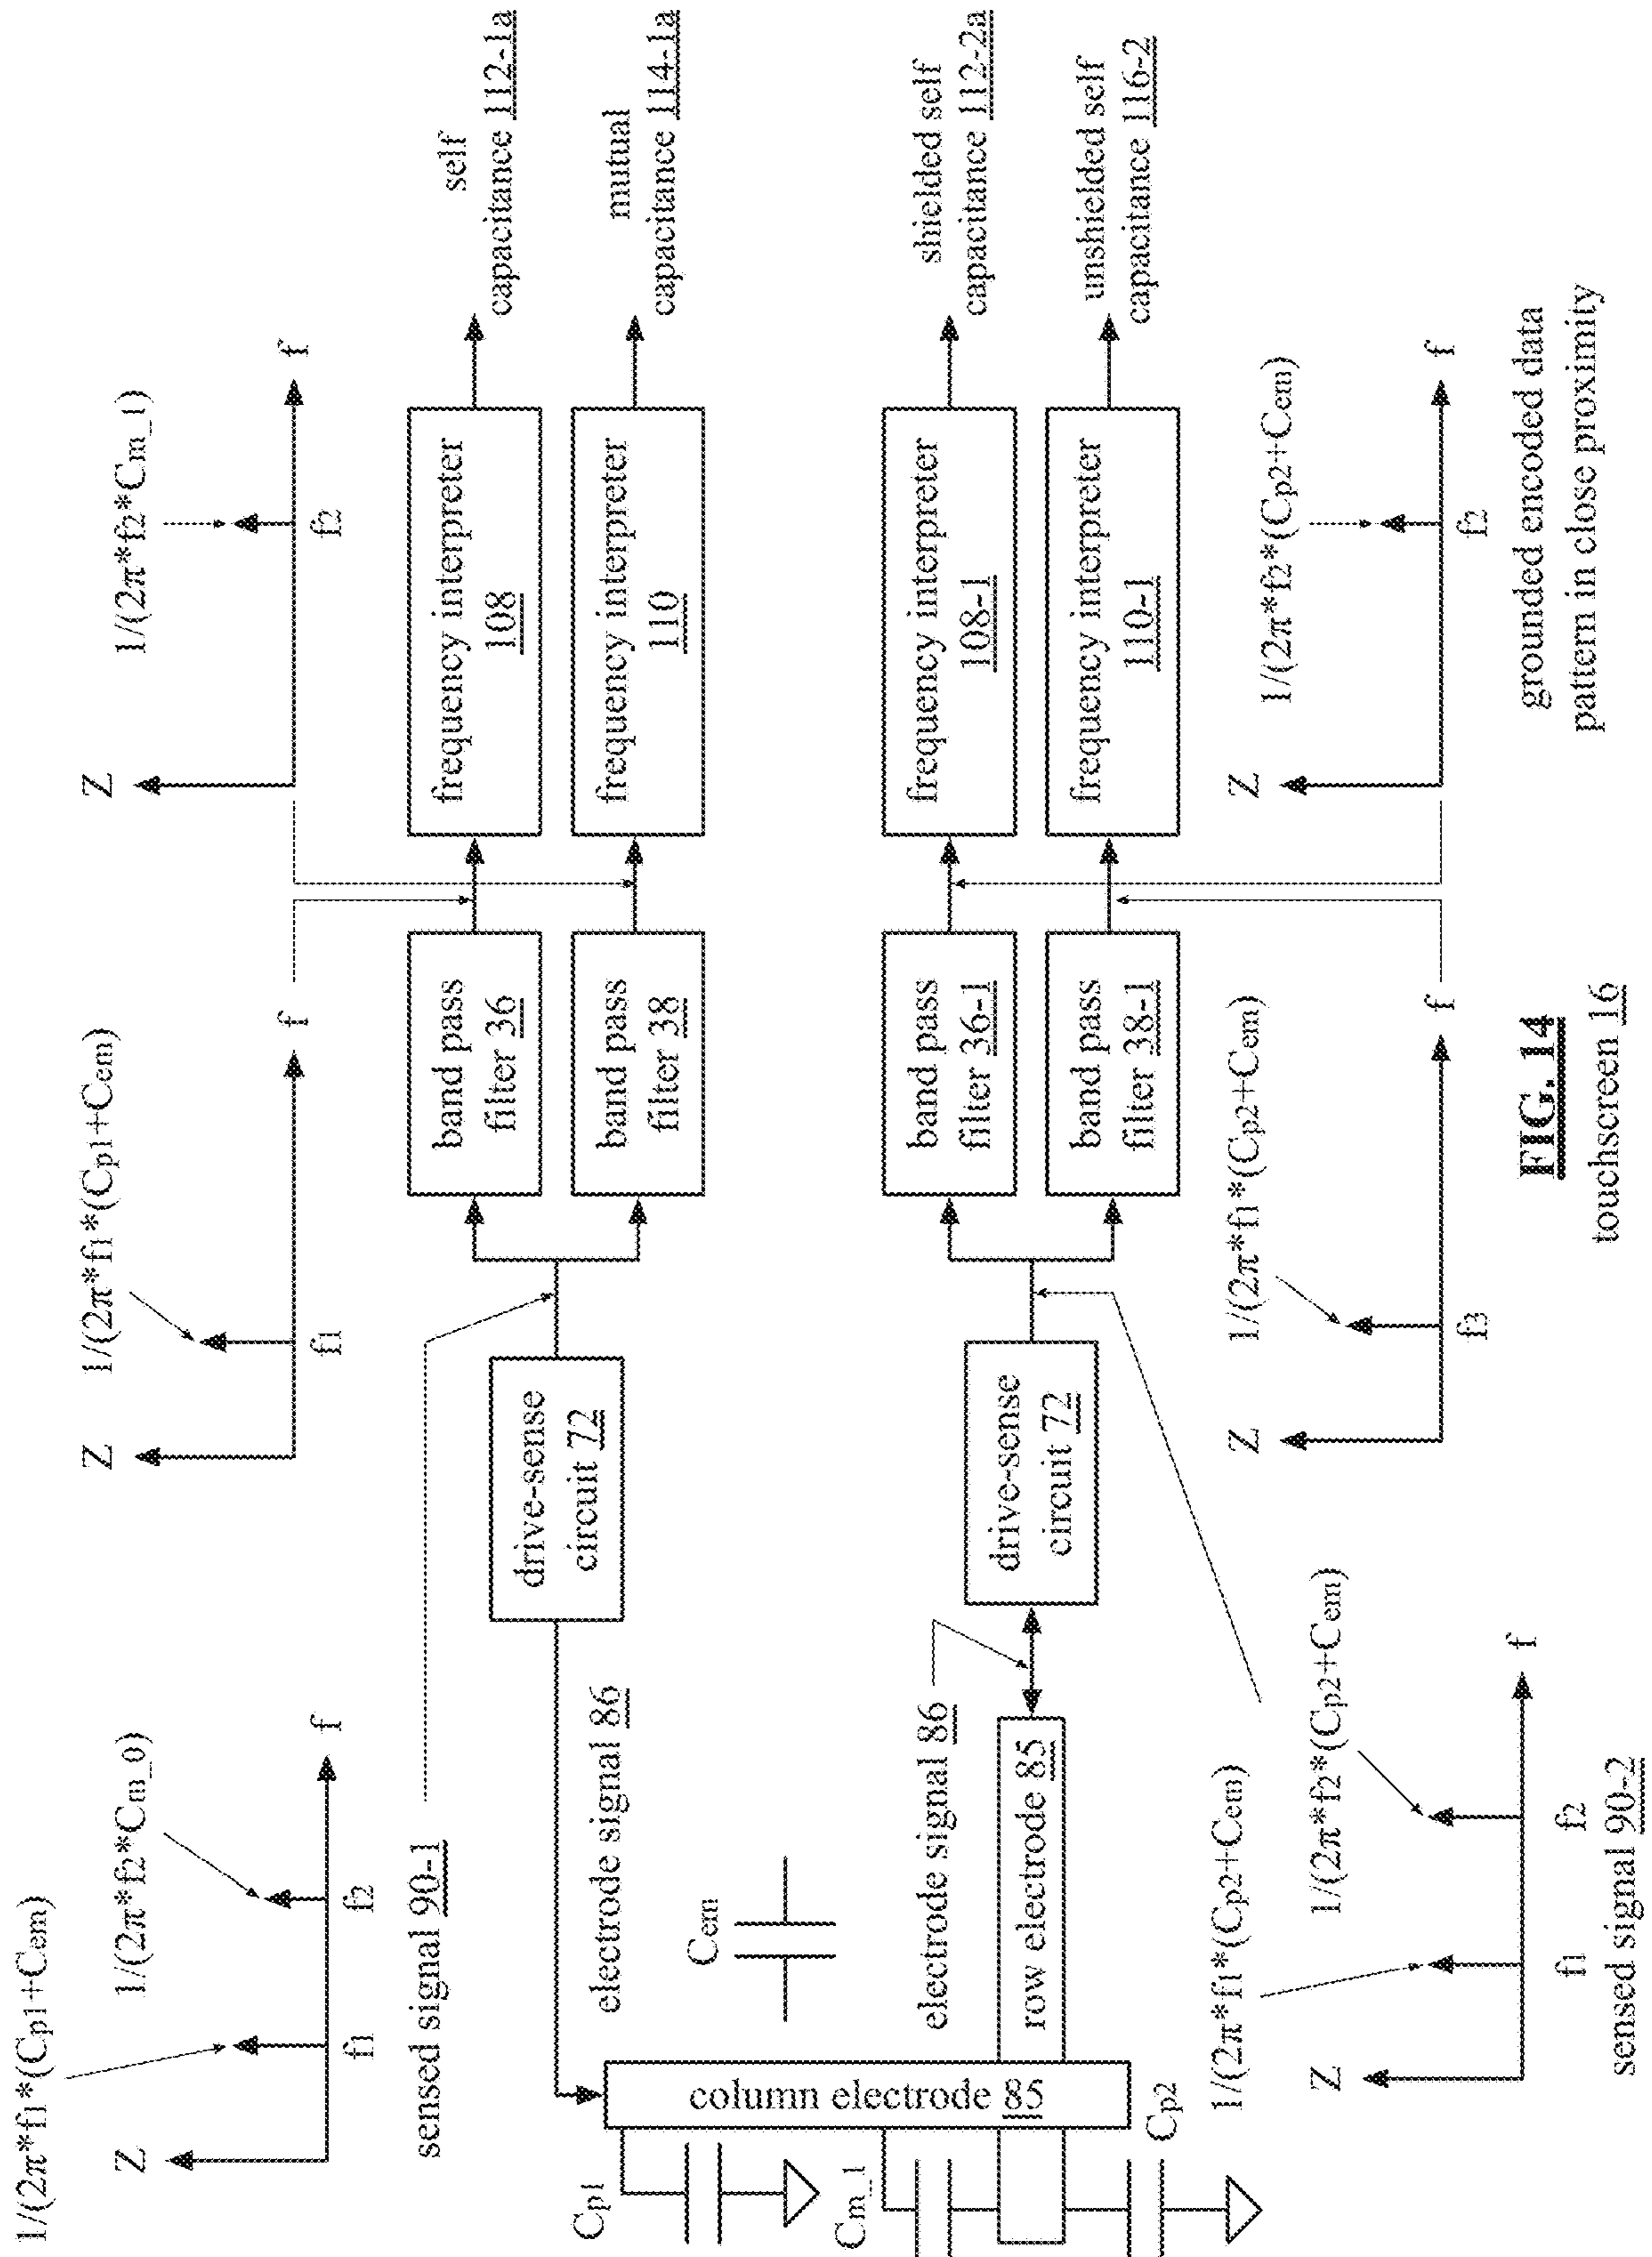 1/(2π*f1*(Cp1+Cem)
1/(2π*f2*Cm_0)
Z
f1
f2
f
sensed signal 90-1
1/(2π*f1*(Cp1+Cem)
Z
f1
f
1/(2π*f2*Cm_1)
Z
f2
f
drive-sense
circuit 72
band pass
filter 36
frequency interpreter
108
self
capacitance 112-1a
band pass
filter 38
frequency interpreter
110
mutual
capacitance 114-1a
electrode signal 86
Cem
Cp1
column electrode 85
Cm_1
electrode signal 86
row electrode 85
Cp2
drive-sense
circuit 72
band pass
filter 36-1
frequency interpreter
108-1
shielded self
capacitance 112-2a
band pass
filter 38-1
frequency interpreter
110-1
unshielded self
capacitance 116-2
1/(2π*f1*(Cp2+Cem)
1/(2π*f2*(Cp2+Cem)
Z
f1
f2
f
sensed signal 90-2
1/(2π*f1*(Cp2+Cem)
Z
f3
f
1/(2π*f2*(Cp2+Cem)
Z
f2
f
FIG. 14
touchscreen 16
grounded encoded data
pattern in close proximity